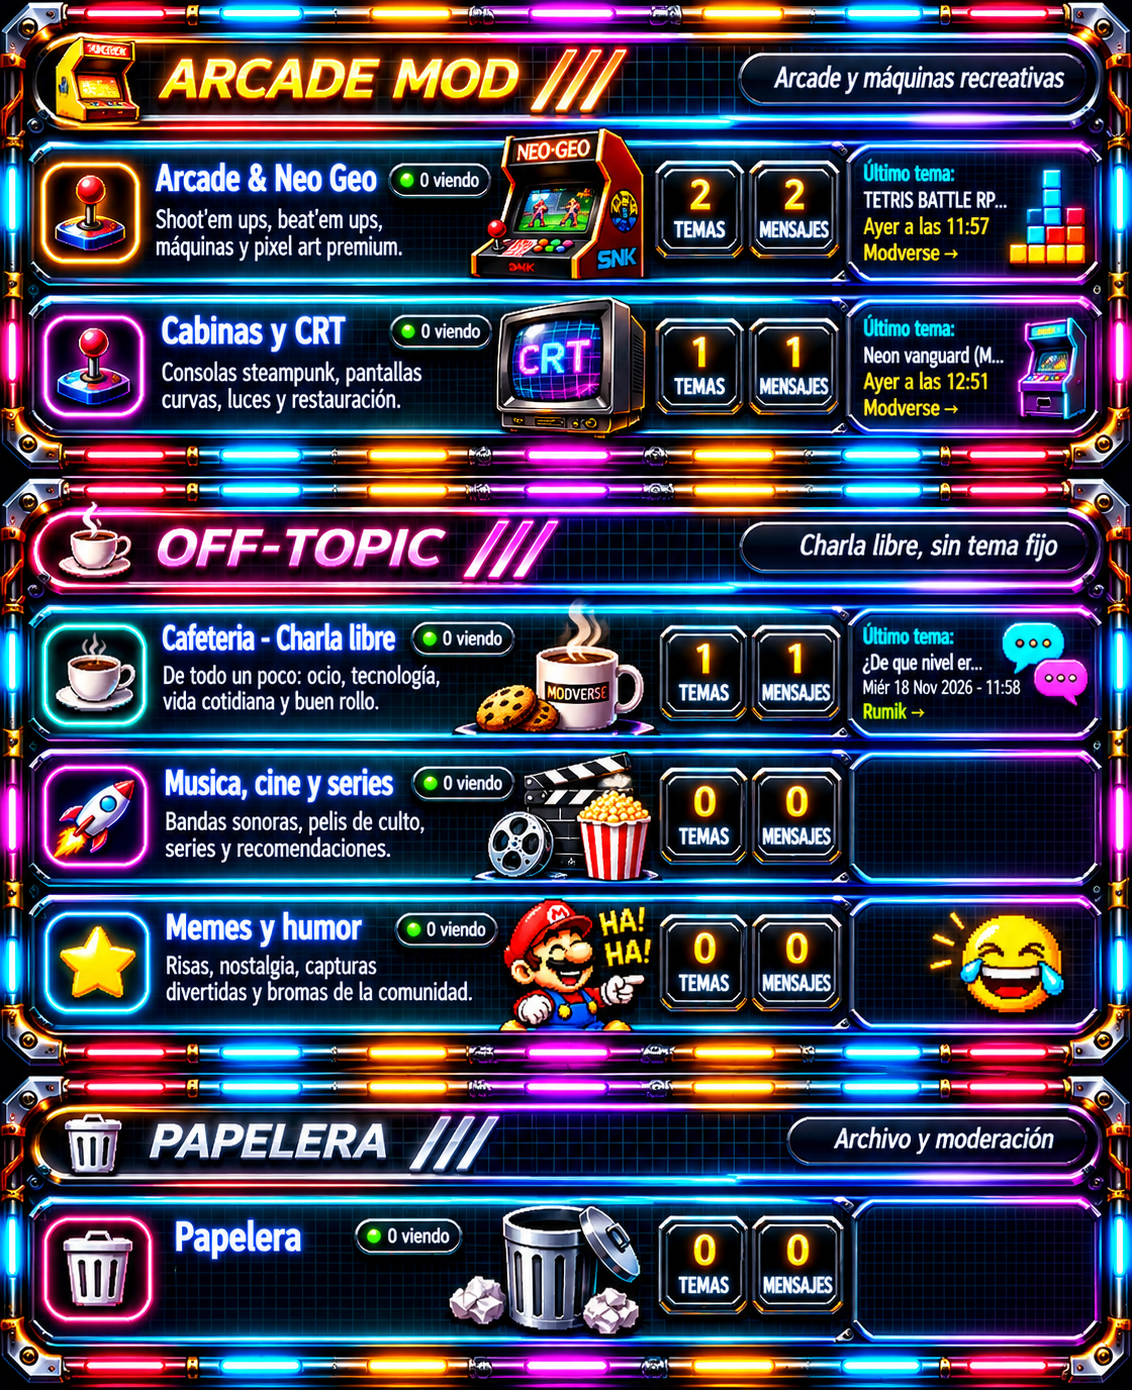 ARCADE MOD
Arcade y máquinas recreativas
Arcade & Neo Geo
0 viendo
Shoot'em ups, beat'em ups,
máquinas y pixel art premium.
NEO·GEO
SNK
2
TEMAS
2
MENSAJES
Último tema:
TETRIS BATTLE RP...
Ayer a las 11:57
Modverse →
Cabinas y CRT
0 viendo
Consolas steampunk, pantallas
curvas, luces y restauración.
CRT
1
TEMAS
1
MENSAJES
Último tema:
Neon vanguard (M...
Ayer a las 12:51
Modverse →
OFF-TOPIC
Charla libre, sin tema fijo
Cafeteria - Charla libre
0 viendo
De todo un poco: ocio, tecnología,
vida cotidiana y buen rollo.
MODVERSE
1
TEMAS
1
MENSAJES
Último tema:
¿De que nivel er...
Miér 18 Nov 2026 - 11:58
Rumik →
Musica, cine y series
0 viendo
Bandas sonoras, pelis de culto,
series y recomendaciones.
0
TEMAS
0
MENSAJES
Memes y humor
0 viendo
Risas, nostalgia, capturas
divertidas y bromas de la comunidad.
M
HA!
HA!
0
TEMAS
0
MENSAJES
PAPELERA
Archivo y moderación
Papelera
0 viendo
0
TEMAS
0
MENSAJES